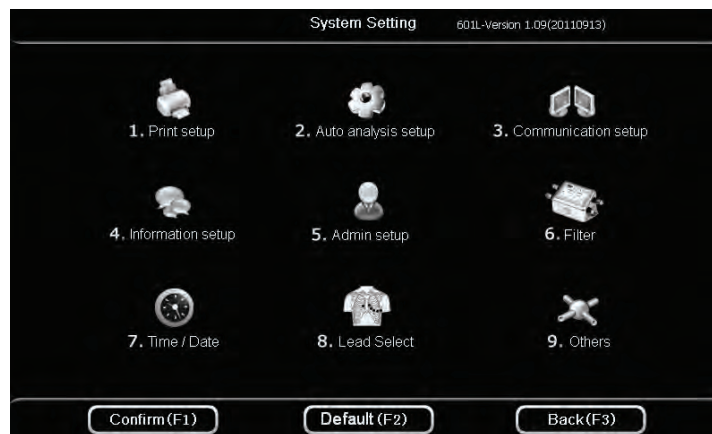 System Setting 601L-Version 1.09(20110913)
1. Print setup 2. Auto analysis setup 3. Communication setup
4. Information setup 5. Admin setup 6. Filter
7. Time / Date 8. Lead Select 9. Others
Confirm(F1) Default(F2) Back(F3)